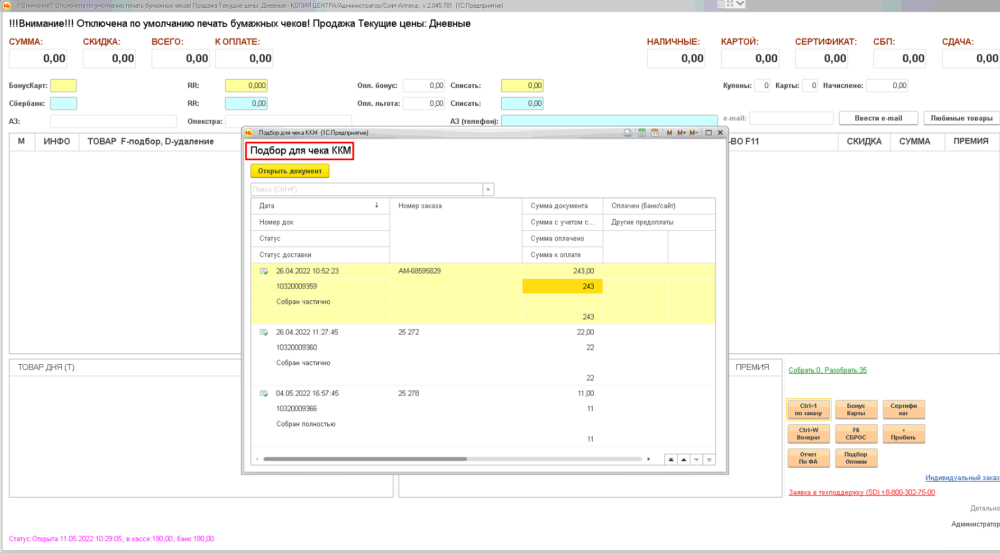 !!!Внимание!!! Отключена по умолчанию печать бумажных чеков! Продажа Текущие цены: Дневные - КОПИЯ ЦЕНТРА/Администратор/Софт-Аптека:, v.2.045.781 (1С:Предприятие)
!!!Внимание!!! Отключена по умолчанию печать бумажных чеков! Продажа Текущие цены: Дневные
СУММА: СКИДКА: ВСЕГО: К ОПЛАТЕ: НАЛИЧНЫЕ: КАРТОЙ: СЕРТИФИКАТ: СБП: СДАЧА:
0,00 0,00 0,00 0,00 0,00 0,00 0,00 0,00 0,00
БонусКарт: RR: 0,000 Опл. бонус: 0,00 Списать: 0,00 Купоны: 0 Карты: 0 Начислено: 0,00
Сбербанк: RR: 0,00 Опл. льгота: 0,00 Списать: 0,00
АЗ: Олекстра: АЗ (телефон): e-mail: Ввести e-mail Любимые товары
М ИНФО ТОВАР F-подбор, D-удаление -ВО F11 СКИДКА СУММА ПРЕМИЯ
Подбор для чека ККМ (1С:Предприятие) 31 M M+ M-
Подбор для чека ККМ
Открыть документ
Поиск (Ctrl+F) ×
Дата ↓ Номер заказа Сумма документа Оплачен (банк/сайт)
Номер док Сумма с учетом с... Другие предоплаты
Статус Сумма оплачено
Статус доставки Сумма к оплате
26.04.2022 10:52:23 АМ-68595829 243,00
10320009359 243
Собран частично
243
26.04.2022 11:27:45 25 272 22,00
10320009360 22
Собран частично
22
04.05.2022 16:57:45 25 278 11,00
10320009366 11
Собран полностью
11
ТОВАР ДНЯ (Т) ПРЕМИЯ
Собрать:0, Разобрать:35
Ctrl+1 по заказу
Бонус Карты
Сертифи кат
Ctrl+W Возврат
F6 СБРОС
+ Пробить
Отчет По ФА
Подбор Оптики
Индивидуальный заказ
Заявка в техподдержку (SD) т.8-800-302-75-00
Детально
Администратор
Статус:Открыта 11.05.2022 10:29:05, в кассе:190,00, банк:190,00